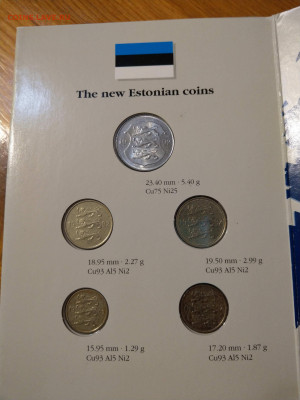 The new Estonian coins
23.40 mm · 5.49 g
Cu75 Ni25
18.95 mm · 2.27 g
Cu93 Al5 Ni2
19.50 mm · 2.99 g
Cu93 Al5 Ni2
15.95 mm · 1.29 g
Cu93 Al5 Ni2
17.20 mm · 1.87 g
Cu93 Al5 Ni2